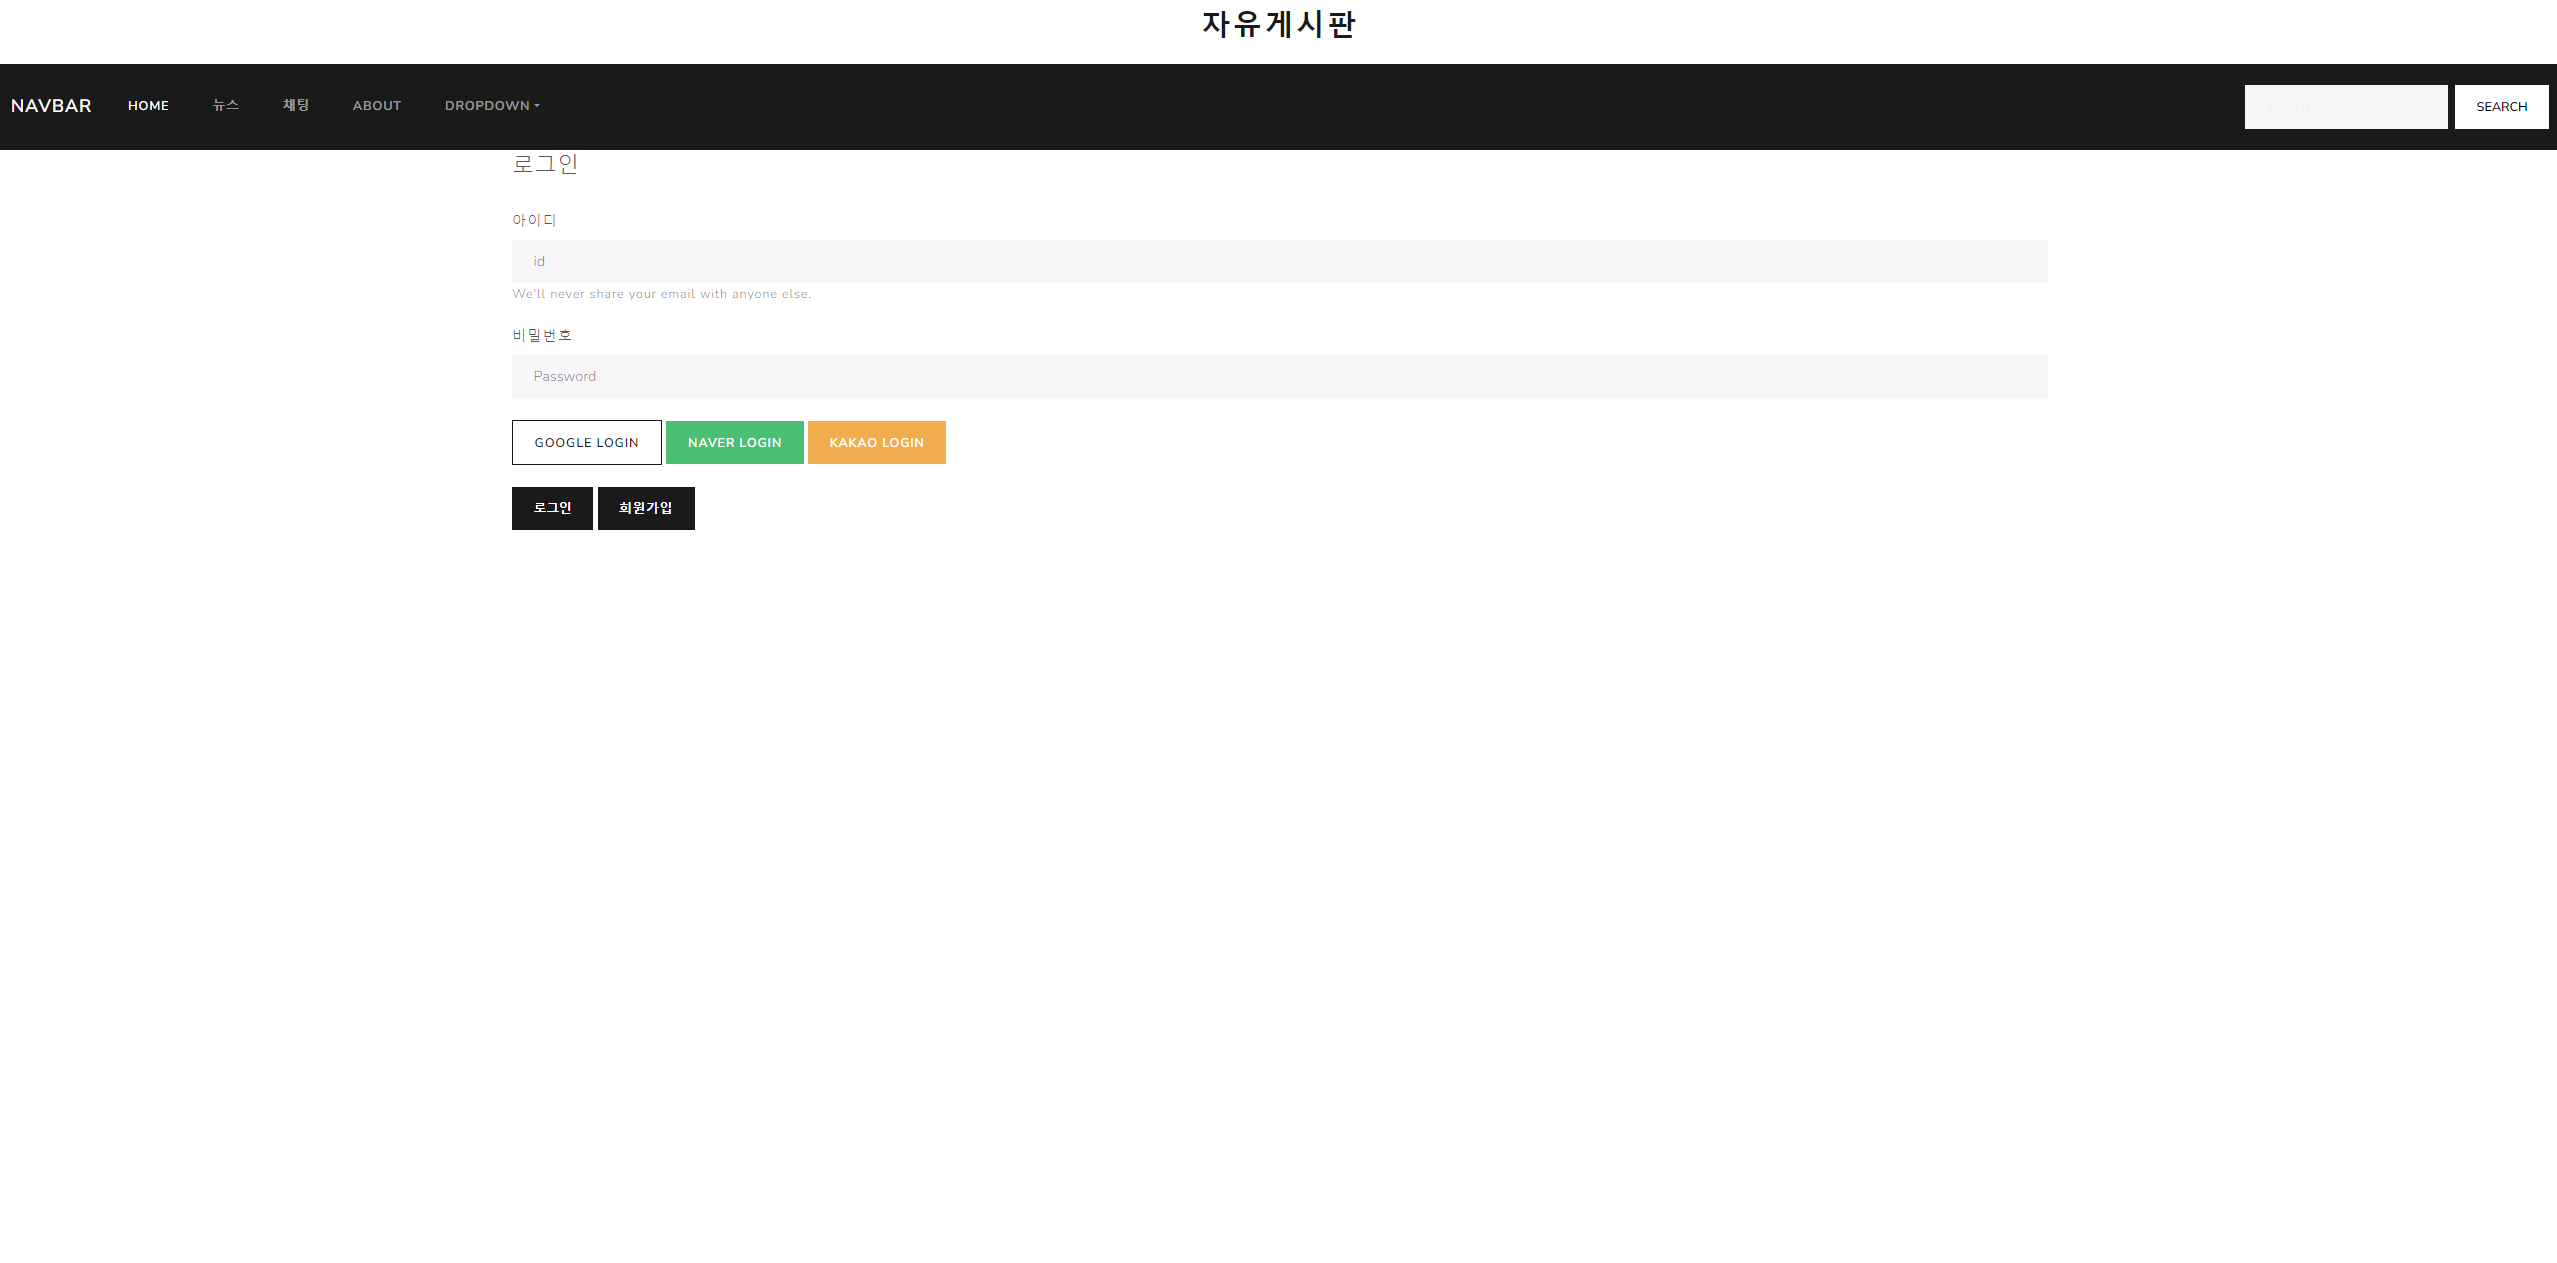 자유게시판
NAVBAR HOME 뉴스 채팅 ABOUT DROPDOWN Search SEARCH
로그인
아이디
id
We'll never share your email with anyone else.
비밀번호
Password
GOOGLE LOGIN NAVER LOGIN KAKAO LOGIN
로그인 회원가입